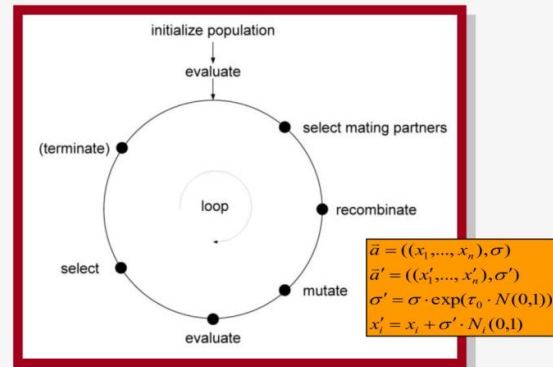 initialize population
evaluate
select mating partners
(terminate)
loop
recombinate
select
mutate
evaluate
a⃗ = ((x₁,..., xₙ), σ)
a⃗′ = ((x′₁,..., x′ₙ), σ′)
σ′ = σ · exp(τ₀ · N(0,1))
x′ᵢ = xᵢ + σ′ · Nᵢ(0,1)